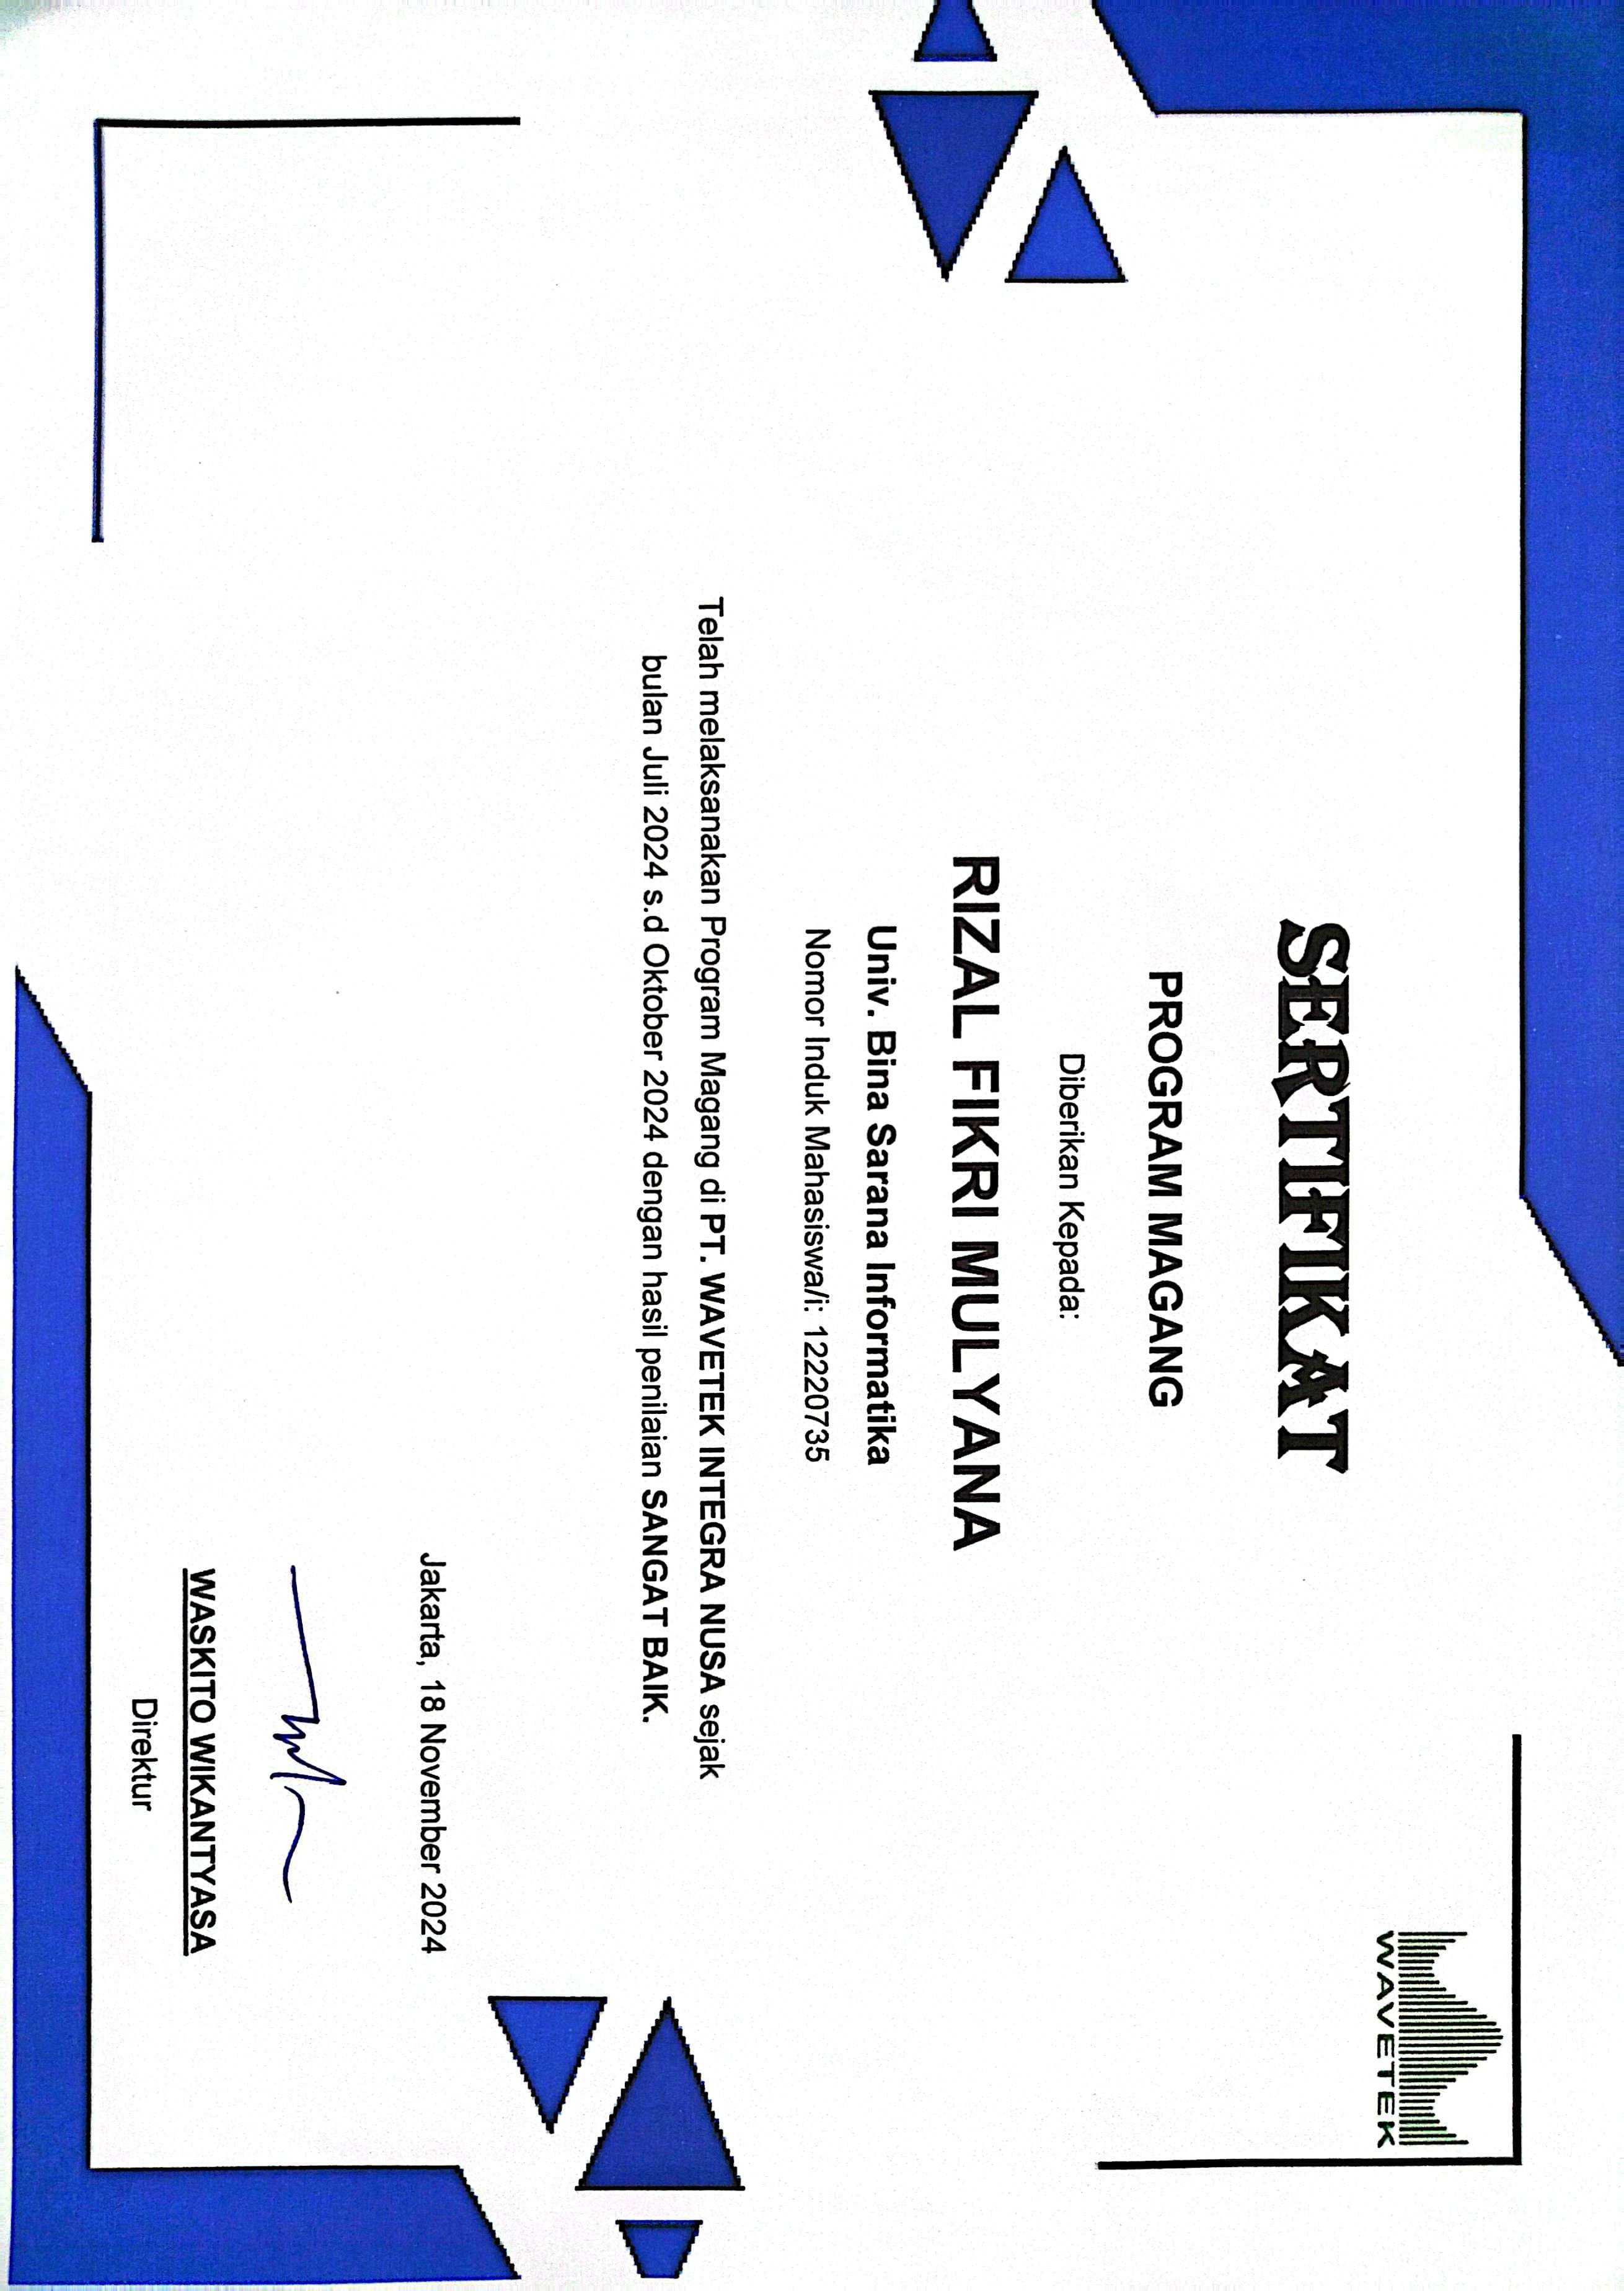 WAVETEK
SERTIFIKAT
PROGRAM MAGANG
Diberikan Kepada:
RIZAL FIKRI MULYANA
Univ. Bina Sarana Informatika
Nomor Induk Mahasiswa/i: 12220735
Telah melaksanakan Program Magang di PT. WAVETEK INTEGRA NUSA sejak
bulan Juli 2024 s.d Oktober 2024 dengan hasil penilaian SANGAT BAIK.
Jakarta, 18 November 2024
WASKITO WIKANTYASA
Direktur